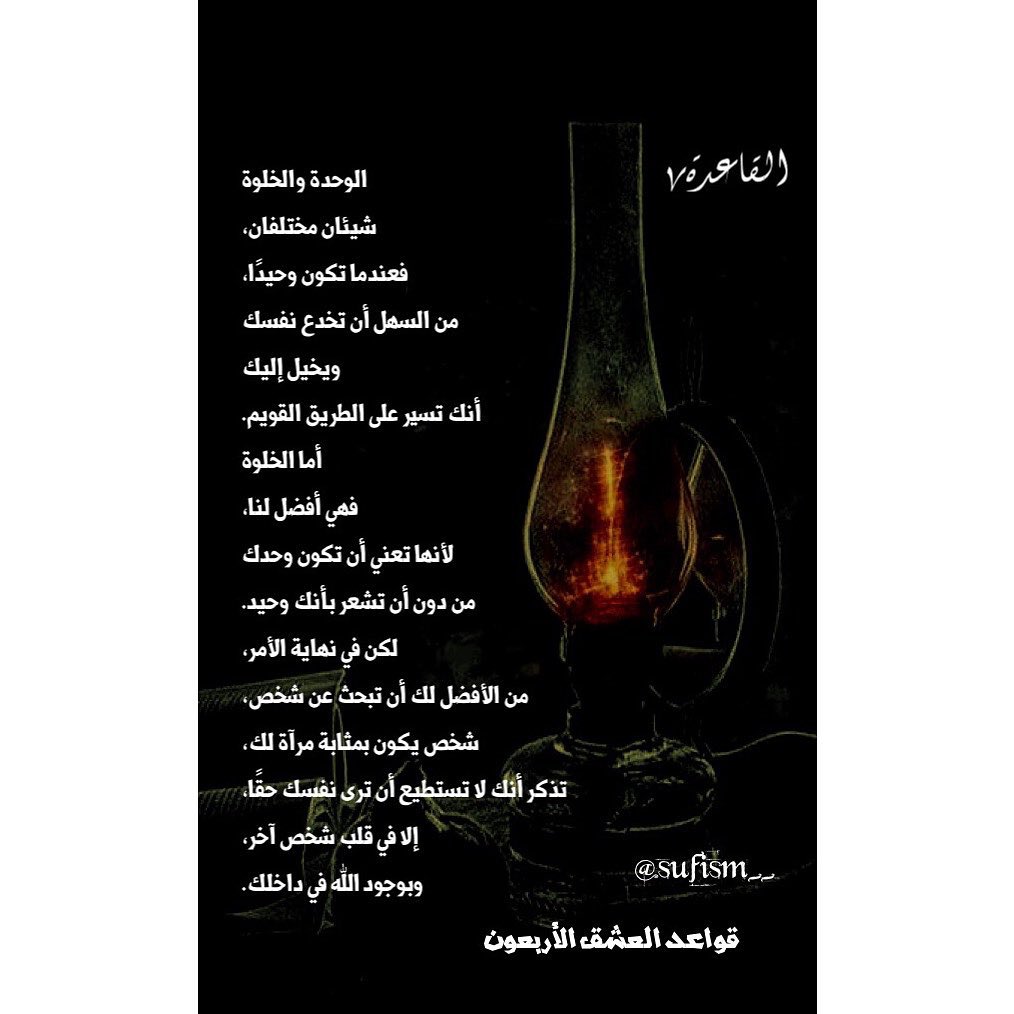 القاعدة ٧
الوحدة والخلوة
شيئان مختلفان،
فعندما تكون وحيدًا،
من السهل أن تخدع نفسك
ويخيل إليك
أنك تسير على الطريق القويم.
أما الخلوة
فهي أفضل لنا،
لأنها تعني أن تكون وحدك
من دون أن تشعر بأنك وحيد.
لكن في نهاية الأمر،
من الأفضل لك أن تبحث عن شخص،
شخص يكون بمثابة مرآة لك،
تذكر أنك لا تستطيع أن ترى نفسك حقًا،
إلا في قلب شخص آخر،
وبوجود الله في داخلك.
@sufism__
قواعد العشق الأربعون